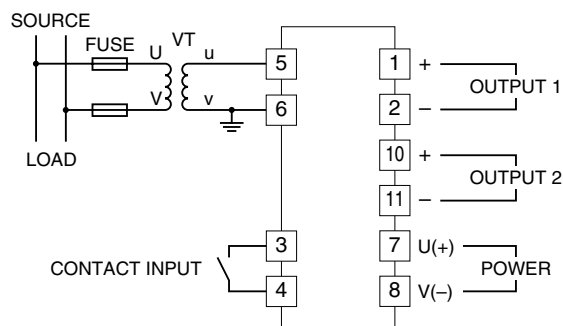 SOURCE
FUSE U VT u 5 1 +
OUTPUT 1
V v 6 2 −
LOAD
10 +
OUTPUT 2
11 −
3 7 U(+)
CONTACT INPUT POWER
4 8 V(−)